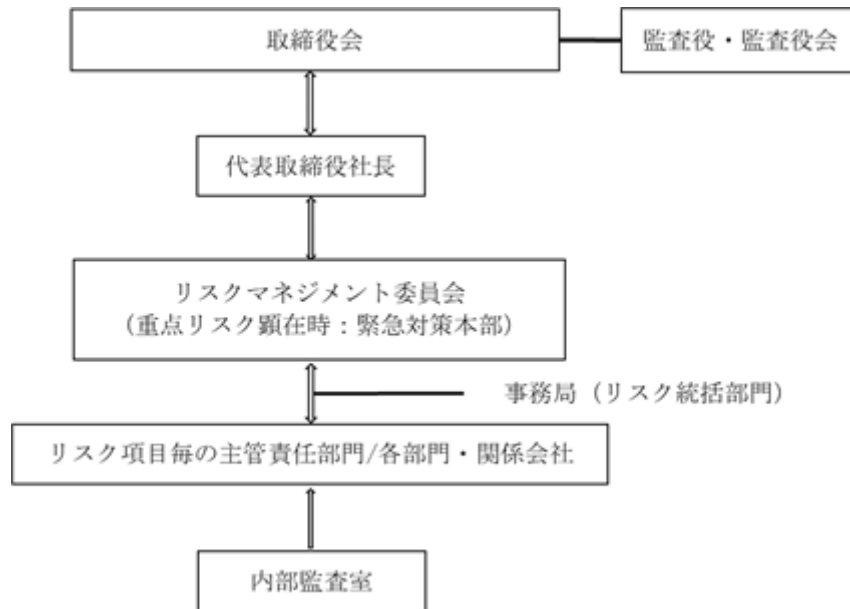 取締役会
監査役・監査役会
代表取締役社長
リスクマネジメント委員会
（重点リスク顕在時：緊急対策本部）
事務局（リスク統括部門）
リスク項目毎の主管責任部門/各部門・関係会社
内部監査室